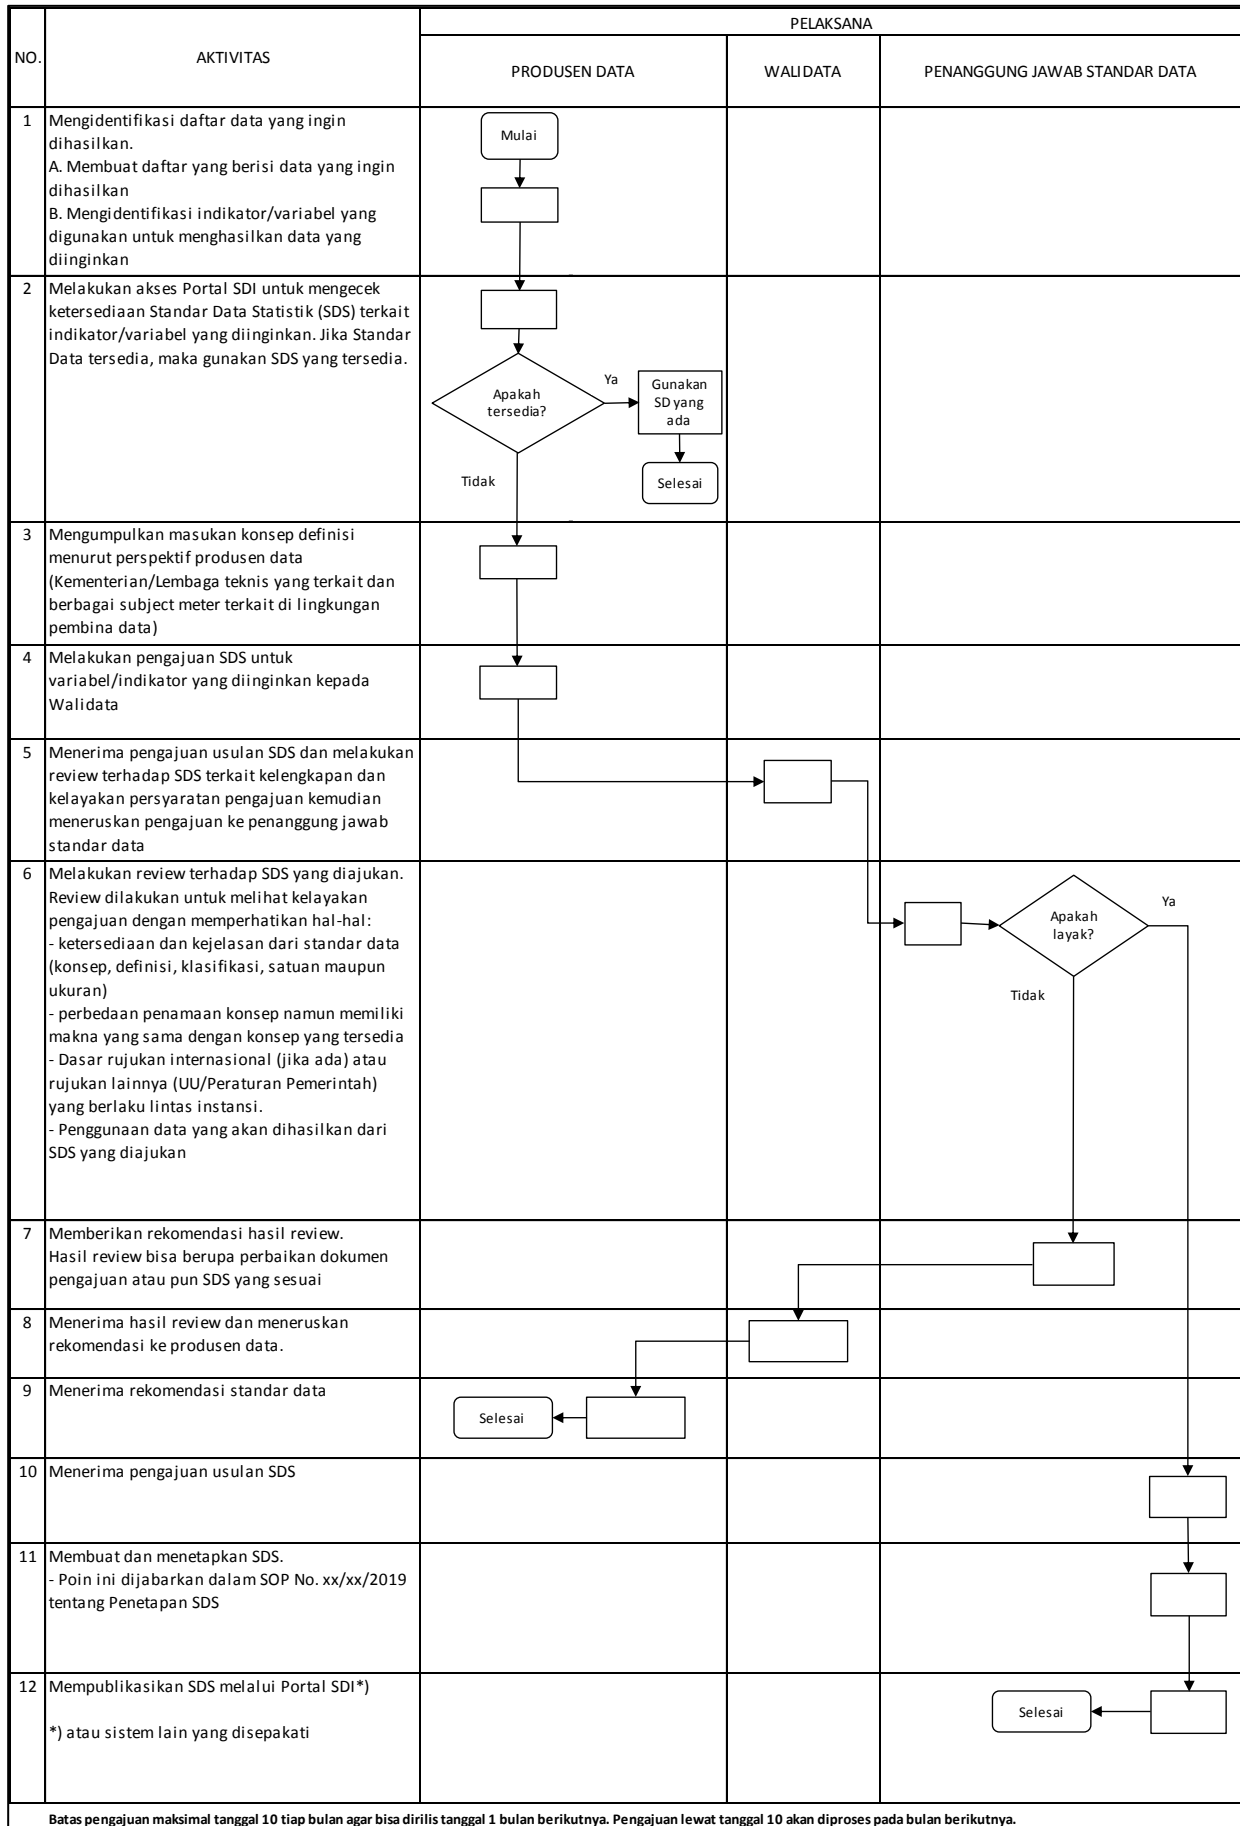 PELAKSANA
NO.
AKTIVITAS
PRODUSEN DATA
WALIDATA
PENANGGUNG JAWAB STANDAR DATA
1
Mengidentifikasi daftar data yang ingin
dihasilkan.
A. Membuat daftar yang berisi data yang ingin
dihasilkan
B. Mengidentifikasi indikator/variabel yang
digunakan untuk menghasilkan data yang
diinginkan
Mulai
2
Melakukan akses Portal SDI untuk mengecek
ketersediaan Standar Data Statistik (SDS) terkait
indikator/variabel yang diinginkan. Jika Standar
Data tersedia, maka gunakan SDS yang tersedia.
Apakah
tersedia?
Ya
Gunakan
SD yang
ada
Tidak
Selesai
3
Mengumpulkan masukan konsep definisi
menurut perspektif produsen data
(Kementerian/Lembaga teknis yang terkait dan
berbagai subject meter terkait di lingkungan
pembina data)
4
Melakukan pengajuan SDS untuk
variabel/indikator yang diinginkan kepada
Walidata
5
Menerima pengajuan usulan SDS dan melakukan
review terhadap SDS terkait kelengkapan dan
kelayakan persyaratan pengajuan kemudian
meneruskan pengajuan ke penanggung jawab
standar data
6
Melakukan review terhadap SDS yang diajukan.
Review dilakukan untuk melihat kelayakan
pengajuan dengan memperhatikan hal-hal:
- ketersediaan dan kejelasan dari standar data
(konsep, definisi, klasifikasi, satuan maupun
ukuran)
- perbedaan penamaan konsep namun memiliki
makna yang sama dengan konsep yang tersedia
- Dasar rujukan internasional (jika ada) atau
rujukan lainnya (UU/Peraturan Pemerintah)
yang berlaku lintas instansi.
- Penggunaan data yang akan dihasilkan dari
SDS yang diajukan
Apakah
layak?
Ya
Tidak
7
Memberikan rekomendasi hasil review.
Hasil review bisa berupa perbaikan dokumen
pengajuan atau pun SDS yang sesuai
8
Menerima hasil review dan meneruskan
rekomendasi ke produsen data.
9
Menerima rekomendasi standar data
Selesai
10
Menerima pengajuan usulan SDS
11
Membuat dan menetapkan SDS.
- Poin ini dijabarkan dalam SOP No. xx/xx/2019
tentang Penetapan SDS
12
Mempublikasikan SDS melalui Portal SDI*)
*) atau sistem lain yang disepakati
Selesai
Batas pengajuan maksimal tanggal 10 tiap bulan agar bisa dirilis tanggal 1 bulan berikutnya. Pengajuan lewat tanggal 10 akan diproses pada bulan berikutnya.